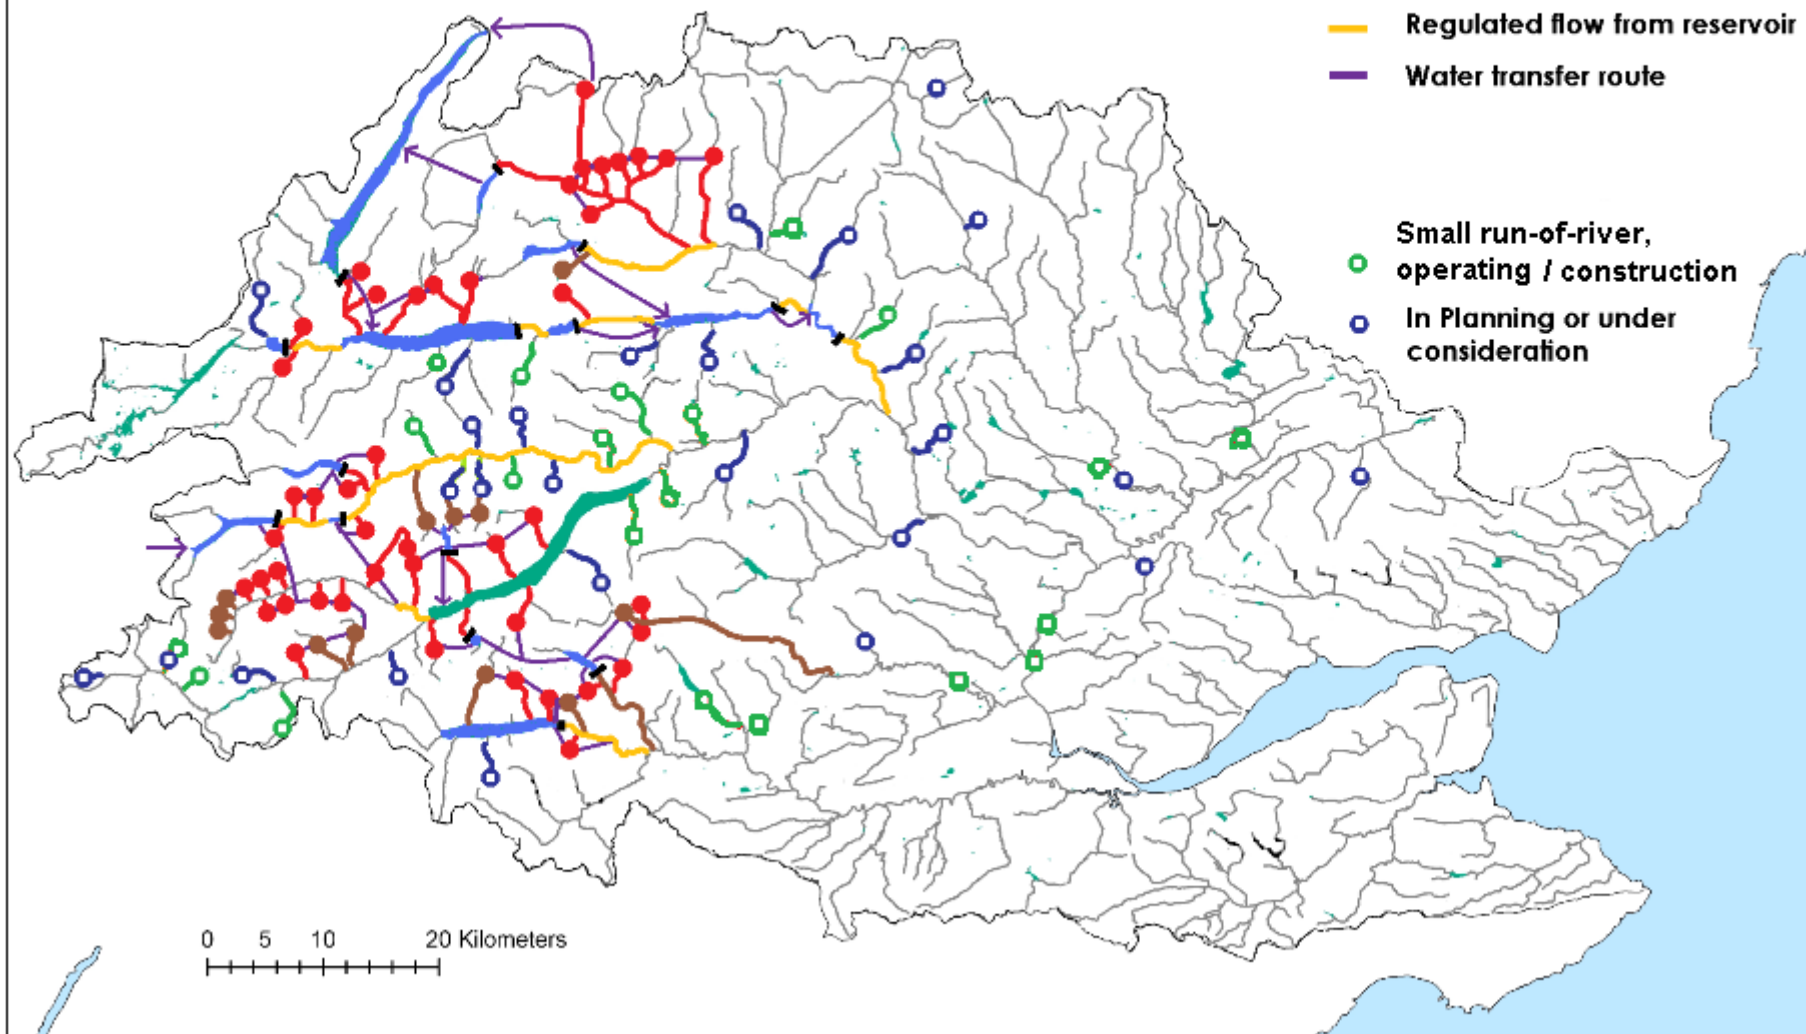 Regulated flow from reservoir
Water transfer route
Small run-of-river,
operating / construction
In Planning or under
consideration
0 5 10 20 Kilometers